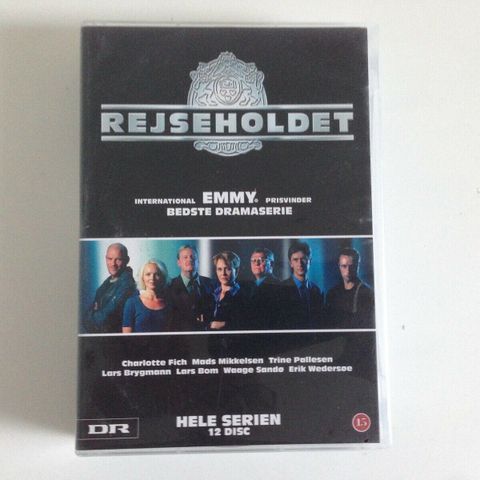 REJSEHOLDET
INTERNATIONAL EMMY® PRISVINDER
BEDSTE DRAMASERIE
Charlotte Fich Mads Mikkelsen Trine Pallesen
Lars Brygmann Lars Bom Waage Sandø Erik Wedersøe
HELE SERIEN
12 DISC
DR
15